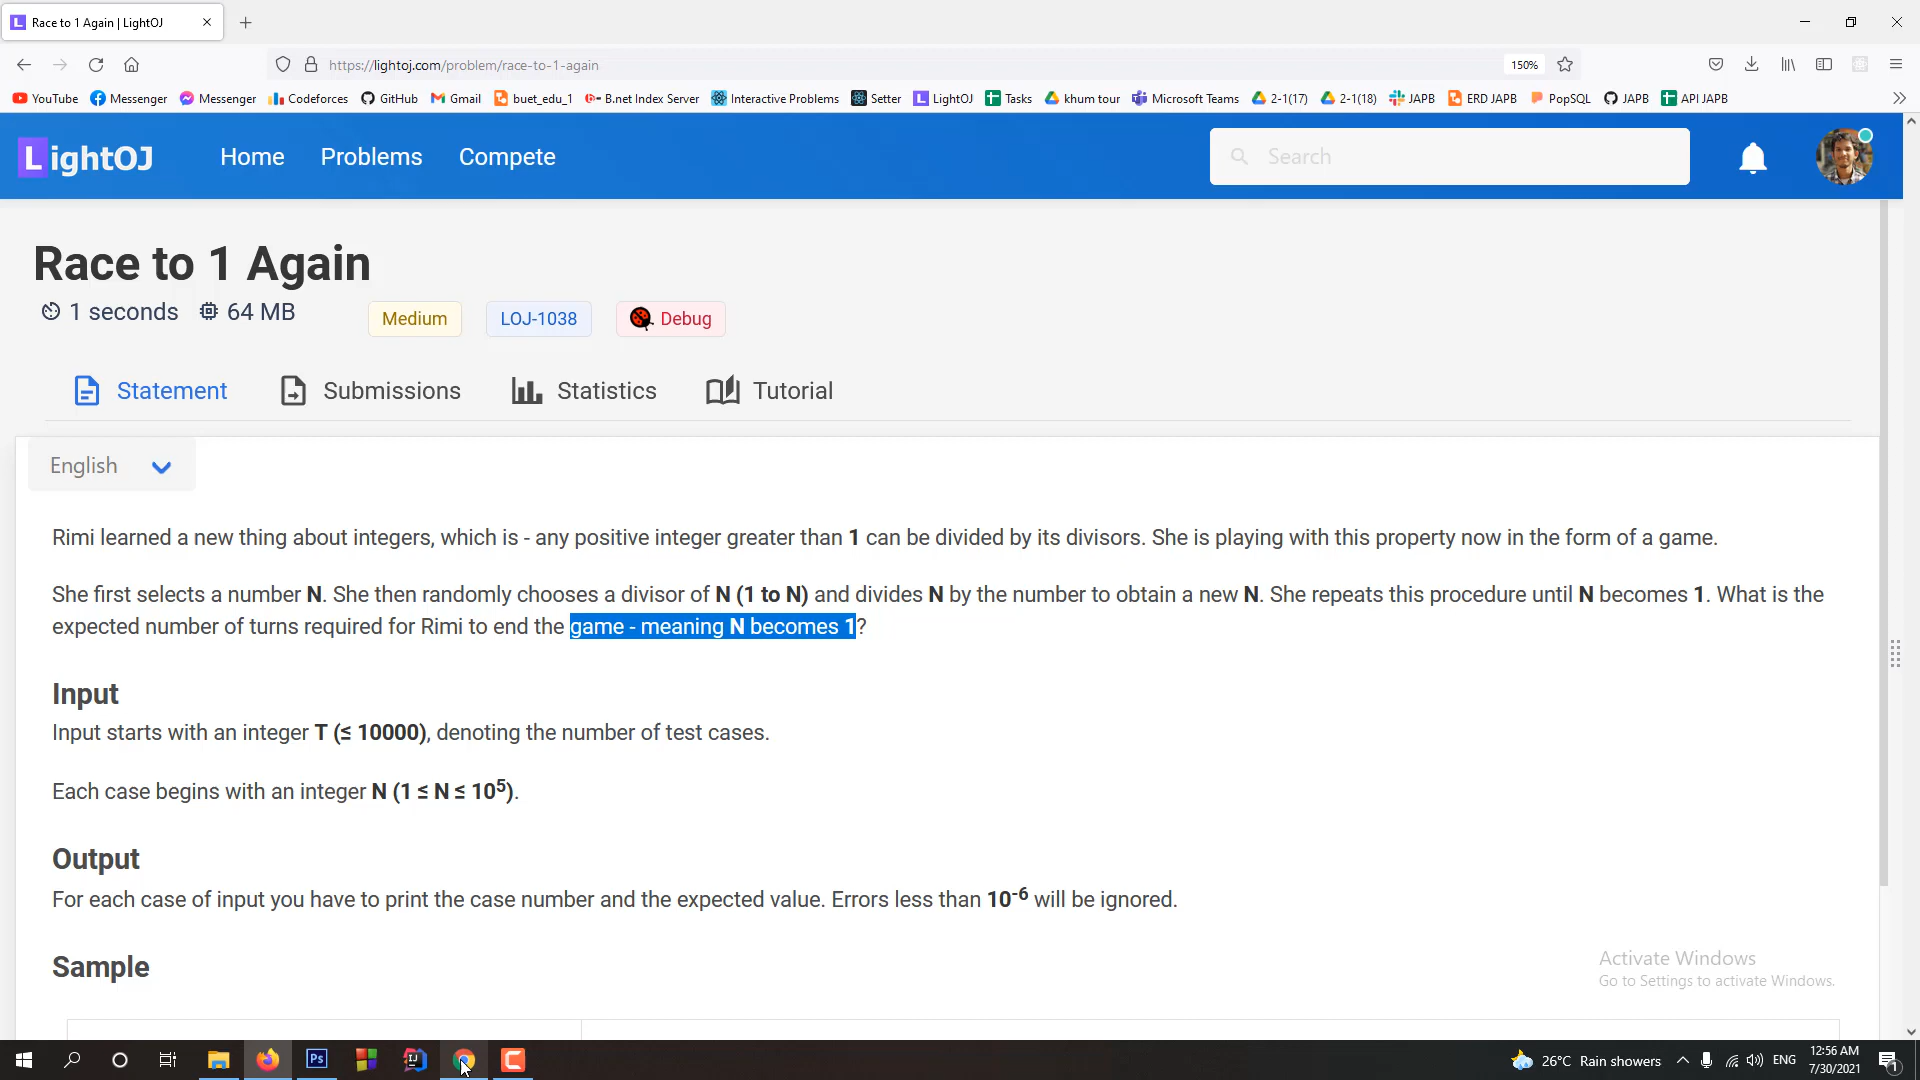 Race to 1 Again | LightOJ
https://lightoj.com/problem/race-to-1-again
150%
YouTube Messenger Messenger Codeforces GitHub Gmail buet_edu_1 B.net Index Server Interactive Problems Setter LightOJ Tasks khum tour Microsoft Teams 2-1(17) 2-1(18) JAPB ERD JAPB PopSQL JAPB API JAPB
LightOJ Home Problems Compete Search
Race to 1 Again
1 seconds 64 MB Medium LOJ-1038 Debug
Statement Submissions Statistics Tutorial
English
Rimi learned a new thing about integers, which is - any positive integer greater than 1 can be divided by its divisors. She is playing with this property now in the form of a game.
She first selects a number N. She then randomly chooses a divisor of N (1 to N) and divides N by the number to obtain a new N. She repeats this procedure until N becomes 1. What is the
expected number of turns required for Rimi to end the game - meaning N becomes 1?
Input
Input starts with an integer T (≤ 10000), denoting the number of test cases.
Each case begins with an integer N (1 ≤ N ≤ 10⁵).
Output
For each case of input you have to print the case number and the expected value. Errors less than 10⁻⁶ will be ignored.
Sample
Activate Windows
Go to Settings to activate Windows.
Ps IJ C 26°C Rain showers ENG 12:56 AM
7/30/2021 1